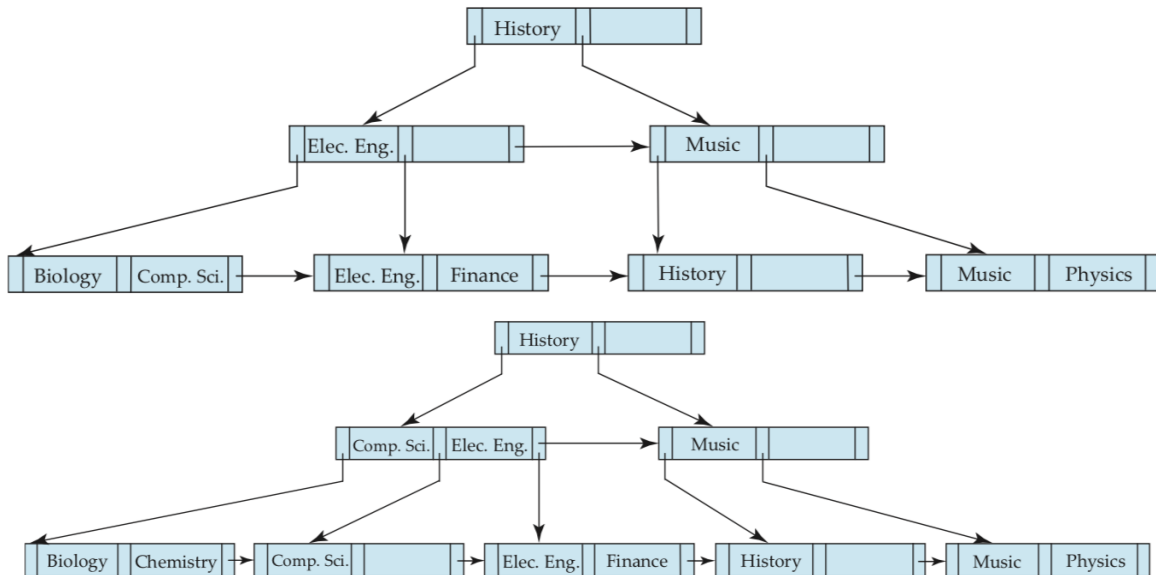 History
Elec. Eng.
Music
Biology Comp. Sci. Elec. Eng. Finance History Music Physics
History
Comp. Sci. Elec. Eng. Music
Biology Chemistry Comp. Sci. Elec. Eng. Finance History Music Physics